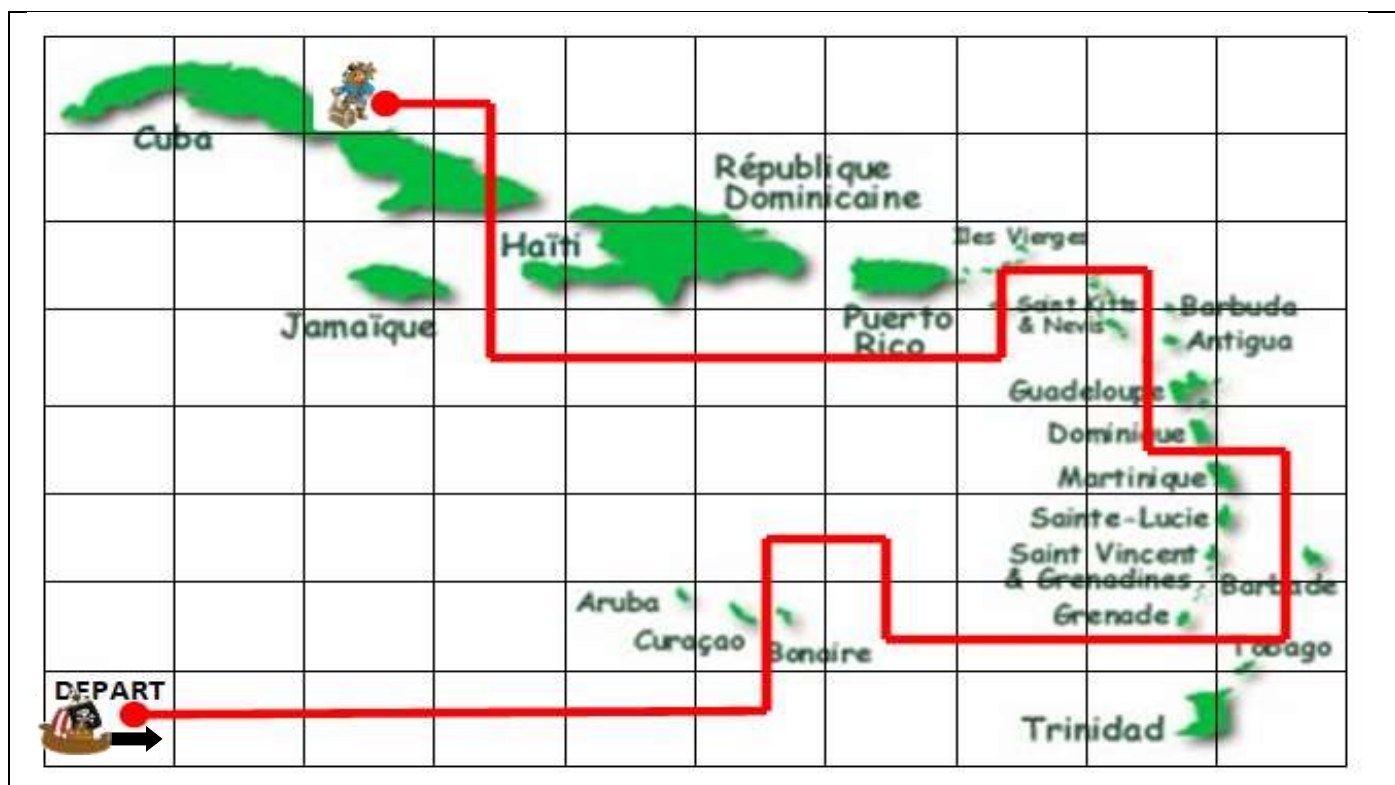 Cuba
République
Dominicaine
Haïti
Iles Vierges
Jamaïque
Puerto
Rico
Saint Kitts
& Nevis
Barbuda
Antigua
Guadeloupe
Dominique
Martinique
Sainte-Lucie
Saint Vincent
& Grenadines
Barbade
Aruba
Grenade
Curaçao
Bonaire
Tobago
DEPART
Trinidad